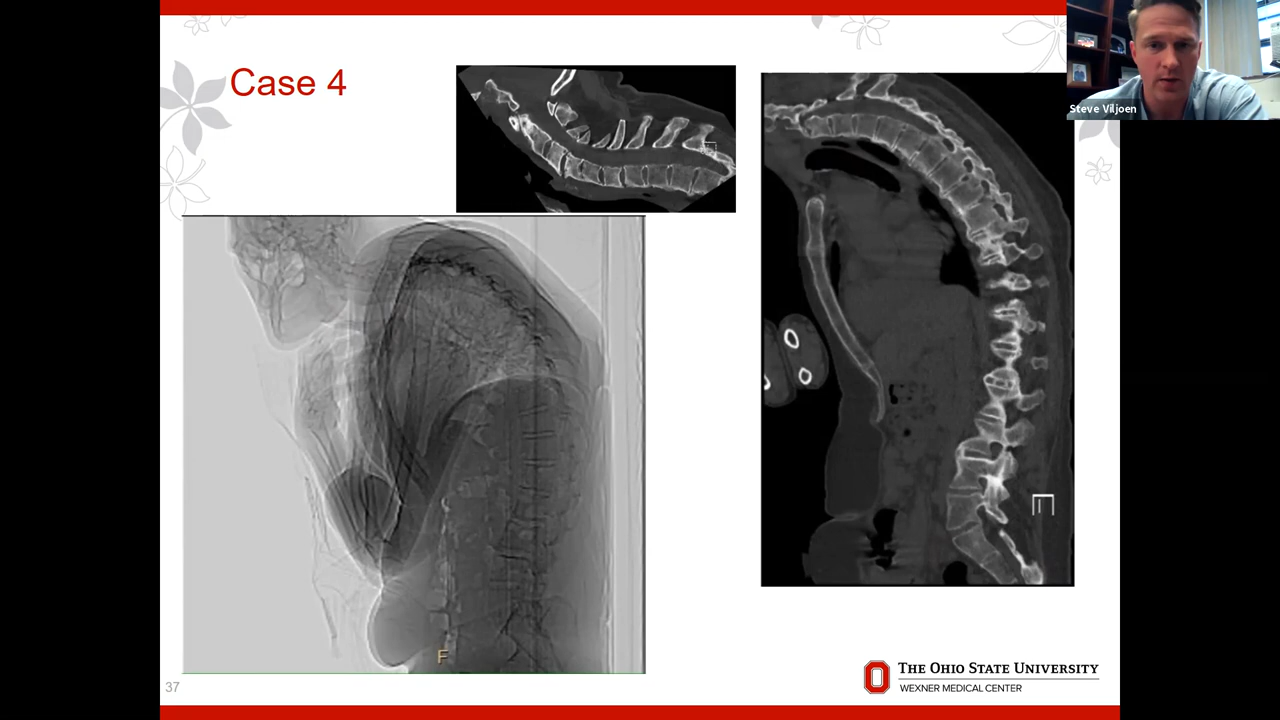 Case 4
Steve Viljoen
F
37
THE OHIO STATE UNIVERSITY
WEXNER MEDICAL CENTER